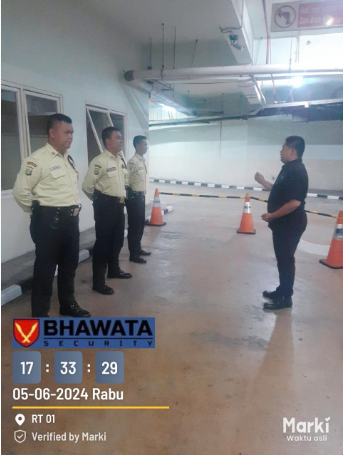 BHAWATA
SECURITY
17 : 33 : 29
05-06-2024 Rabu
RT 01
Verified by Marki
Marki
Waktu asli